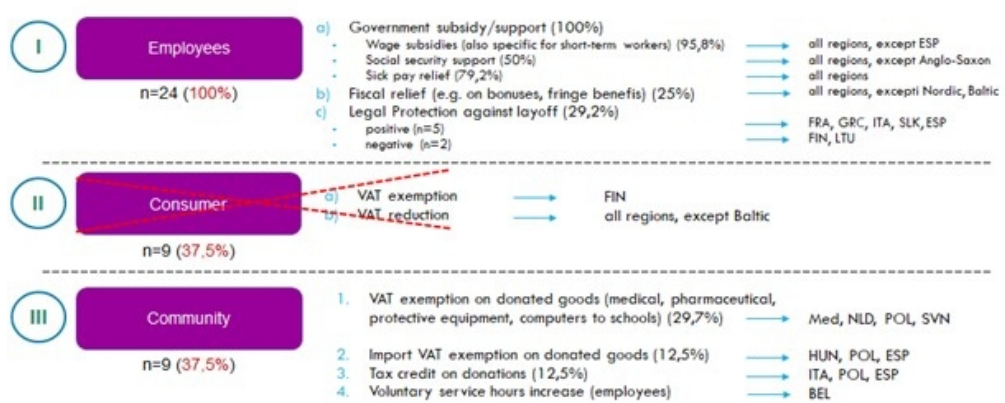 I
Employees
n=24 (100%)
a) Government subsidy/support (100%)
- Wage subsidies (also specific for short-term workers) (95,8%) all regions, except ESP
- Social security support (50%) all regions, except Anglo-Saxon
- Sick pay relief (79,2%) all regions
b) Fiscal relief (e.g. on bonuses, fringe benefis) (25%) all regions, excepti Nordic, Baltic
c) Legal Protection against layoff (29,2%)
- positive (n=5) FRA, GRC, ITA, SLK, ESP
- negative (n=2) FIN, LTU
II
Consumer
n=9 (37,5%)
a) VAT exemption FIN
b) VAT reduction all regions, except Baltic
III
Community
n=9 (37,5%)
1. VAT exemption on donated goods (medical, pharmaceutical,
protective equipment, computers to schools) (29,7%) Med, NLD, POL, SVN
2. Import VAT exemption on donated goods (12,5%) HUN, POL, ESP
3. Tax credit on donations (12,5%) ITA, POL, ESP
4. Voluntary service hours increase (employees) BEL